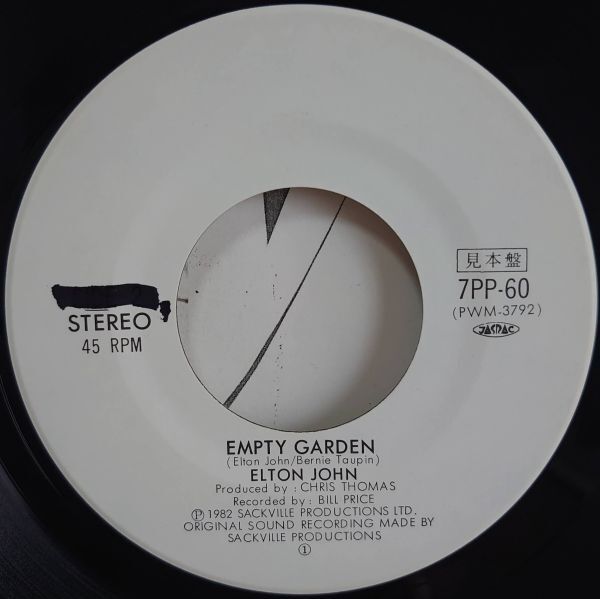 見本盤
7PP-60
(PWM-3792)
JASRAC
STEREO
45 RPM
EMPTY GARDEN
(Elton John/Bernie Taupin)
ELTON JOHN
Produced by : CHRIS THOMAS
Recorded by : BILL PRICE
Ⓟ1982 SACKVILLE PRODUCTIONS LTD.
ORIGINAL SOUND RECORDING MADE BY
SACKVILLE PRODUCTIONS
①